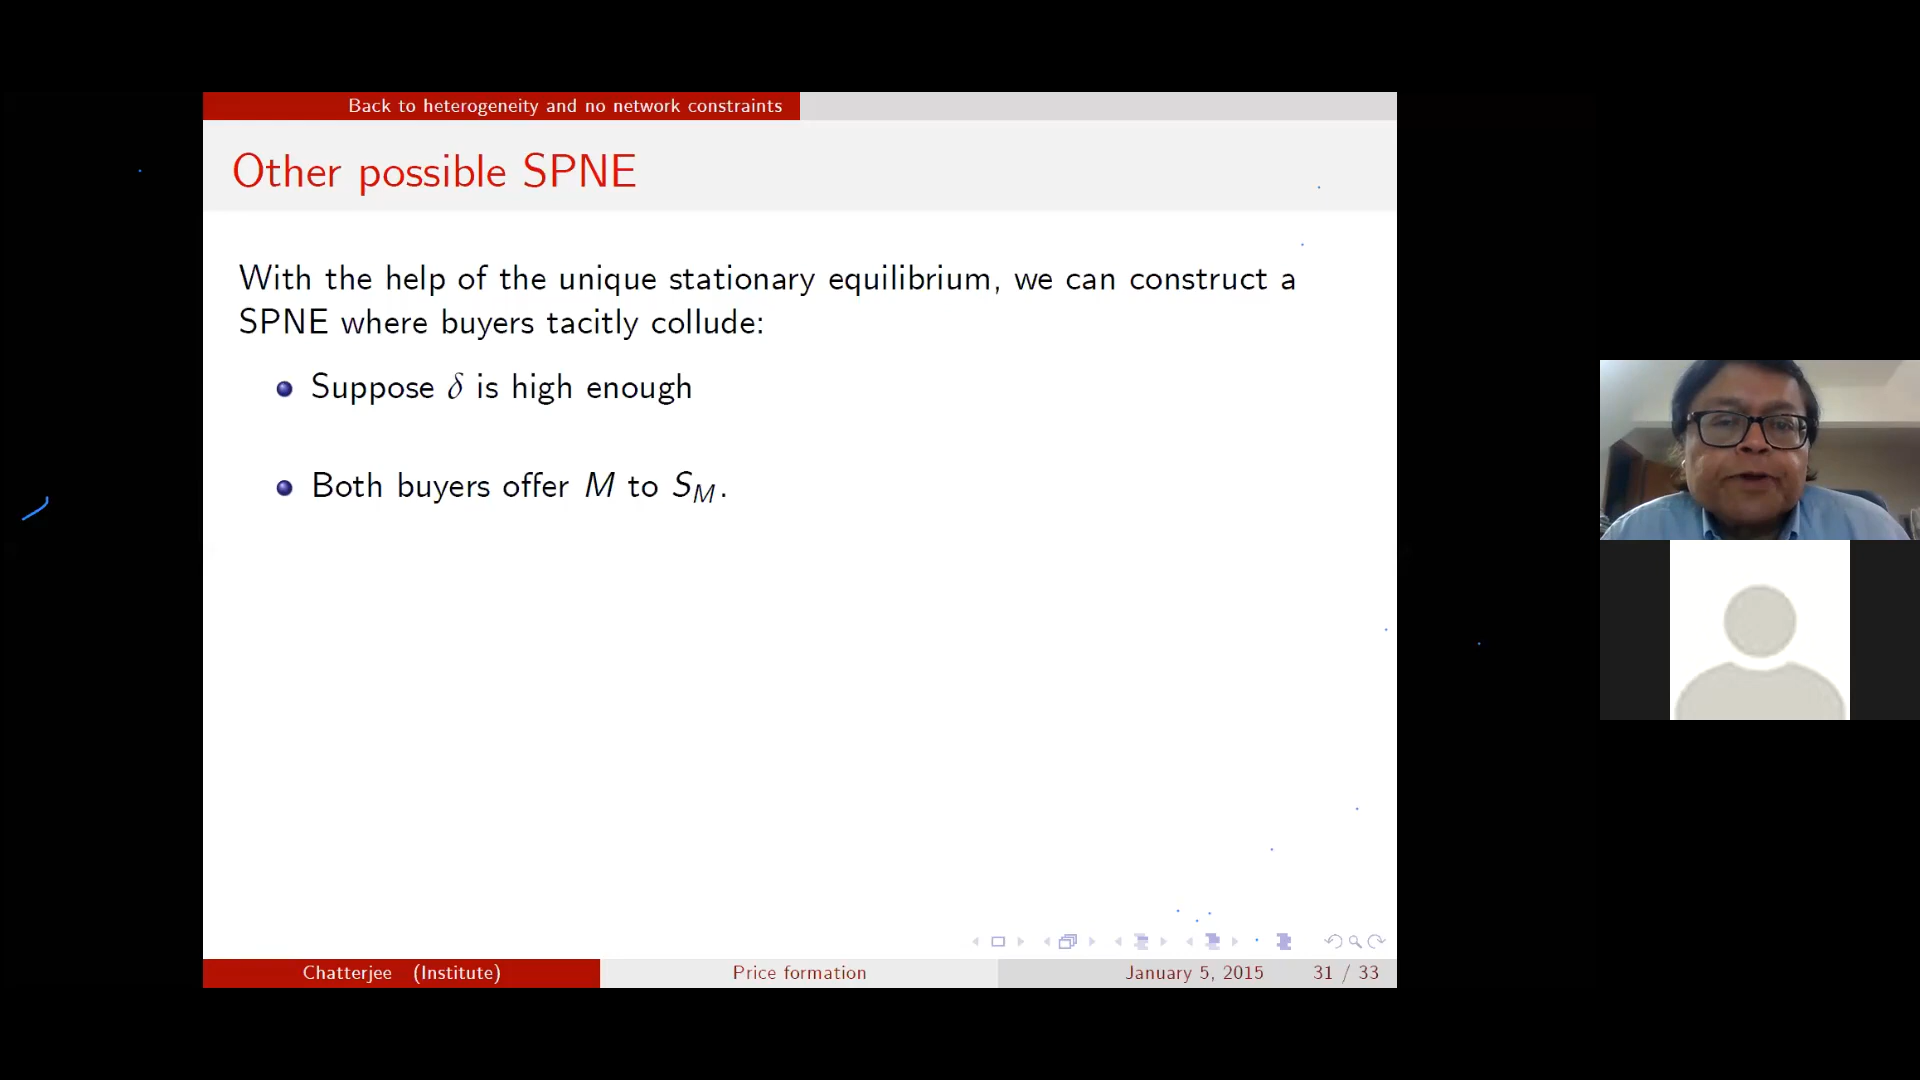 Back to heterogeneity and no network constraints
Other possible SPNE
With the help of the unique stationary equilibrium, we can construct a
SPNE where buyers tacitly collude:
Suppose δ is high enough
Both buyers offer M to S_M.
Chatterjee (Institute)
Price formation
January 5, 2015
31 / 33